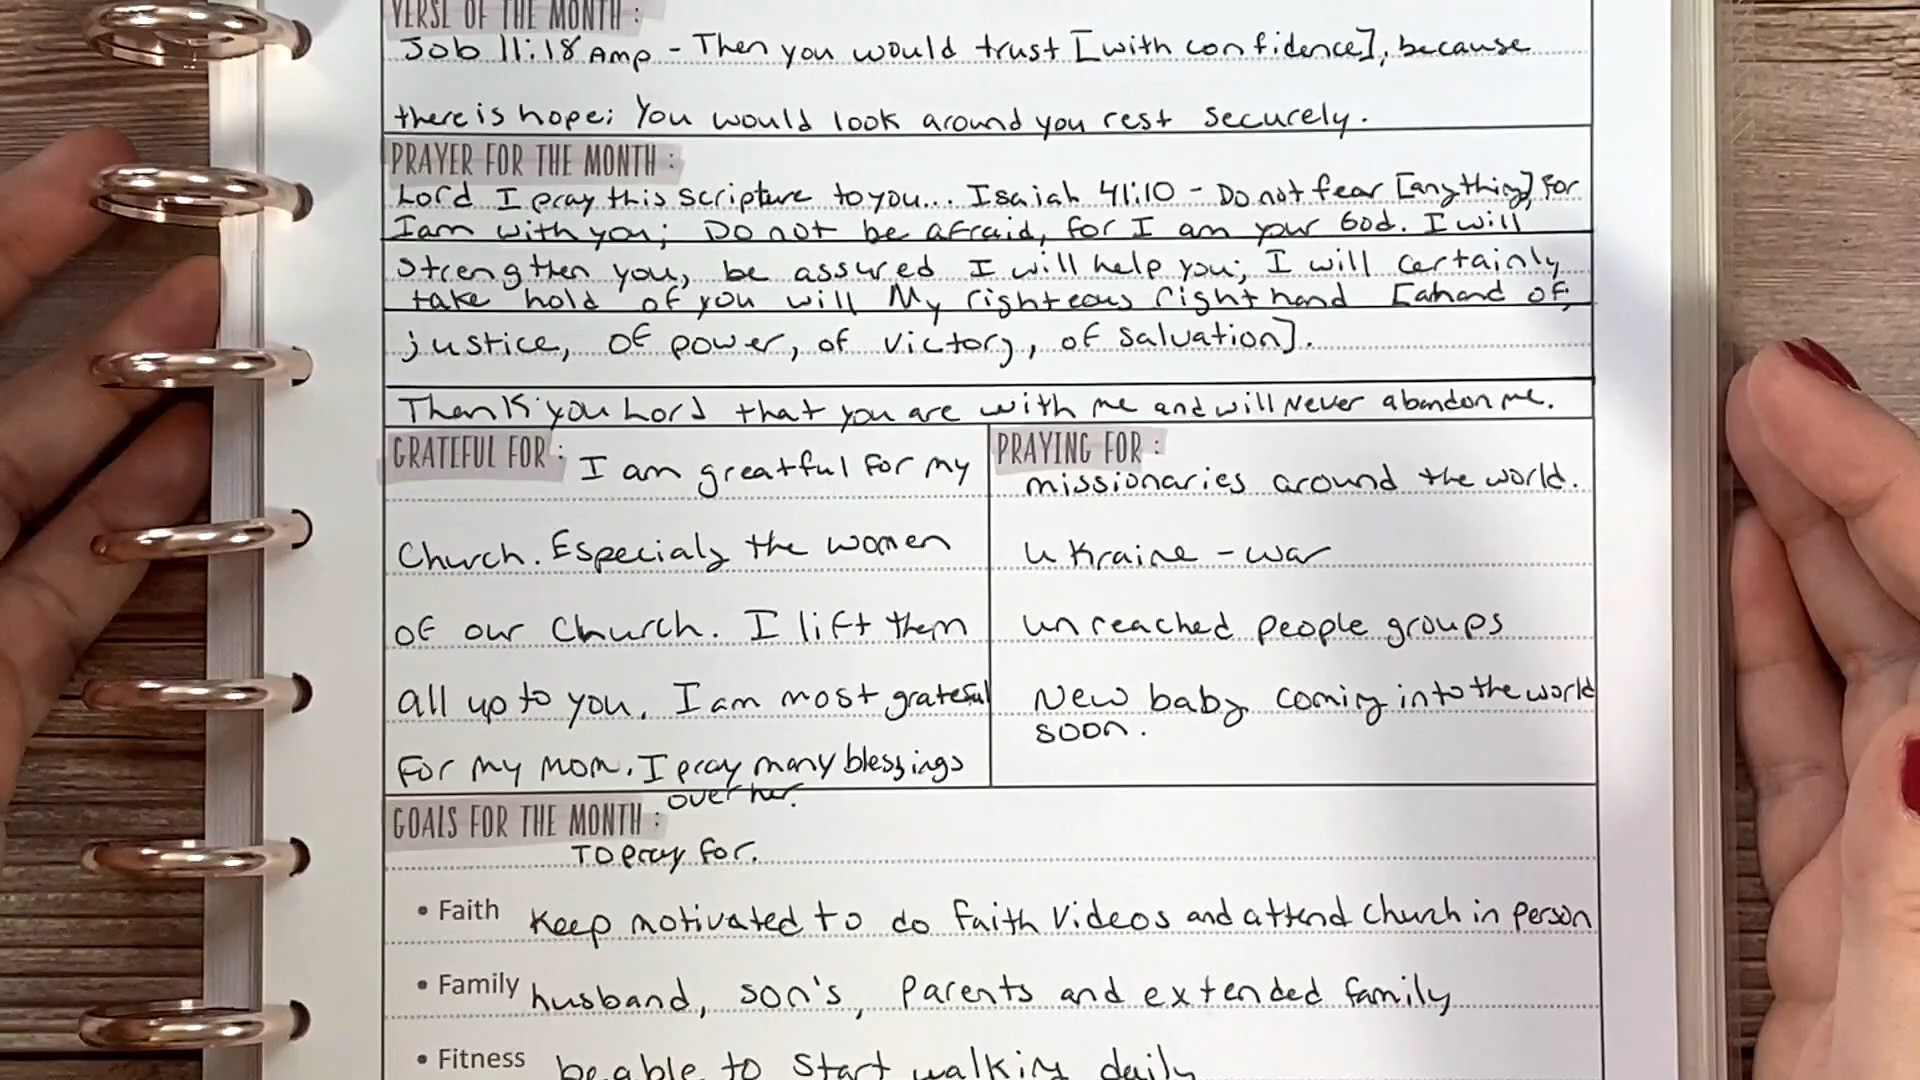 VERSE OF THE MONTH :
Job 11:18 Amp - Then you would trust [with confidence], because
there is hope; You would look around you rest securely.
PRAYER FOR THE MONTH :
Lord I pray this scripture to you... Isaiah 41:10 - Do not fear [anything], for
I am with you; Do not be afraid, for I am your God. I will
strengthen you, be assured I will help you; I will certainly
take hold of you will My righteous right hand [a hand of,
justice, of power, of victory, of salvation].
Thank you Lord that you are with me and will Never abandon me.
GRATEFUL FOR : I am greatful for my
Church. Especialy the women
of our church. I lift them
all up to you. I am most grateful
for my mom. I pray many blessings
over her.
PRAYING FOR :
missionaries around the world.
Ukraine - war
unreached people groups
New baby coming into the world
soon.
GOALS FOR THE MONTH :
To pray for.
• Faith Keep motivated to do faith videos and attend church in person
• Family husband, son's, parents and extended family
• Fitness be able to start walking daily